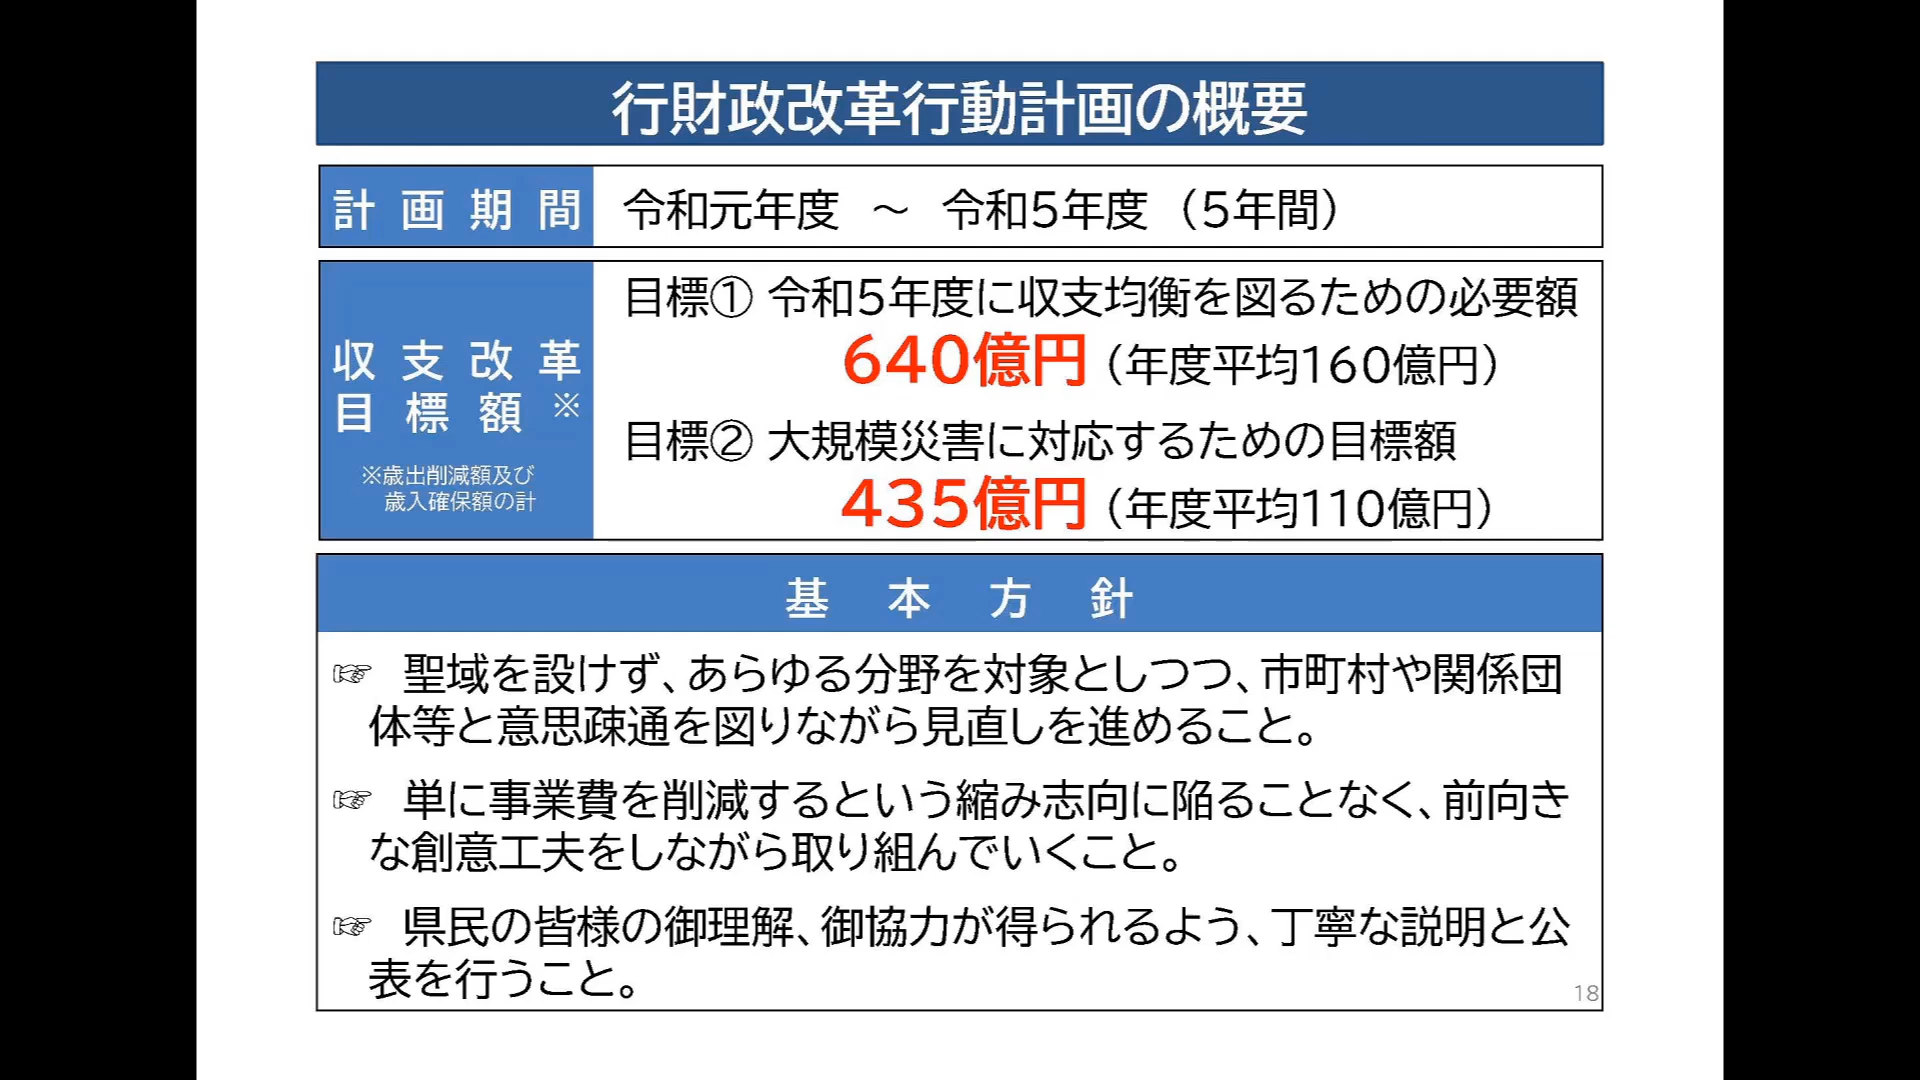 行財政改革行動計画の概要
計画期間
令和元年度 ～ 令和5年度（5年間）
収支改革
目標額※
※歳出削減額及び
歳入確保額の計
目標① 令和5年度に収支均衡を図るための必要額
640億円（年度平均160億円）
目標② 大規模災害に対応するための目標額
435億円（年度平均110億円）
基本方針
☞ 聖域を設けず、あらゆる分野を対象としつつ、市町村や関係団
体等と意思疎通を図りながら見直しを進めること。
☞ 単に事業費を削減するという縮み志向に陥ることなく、前向き
な創意工夫をしながら取り組んでいくこと。
☞ 県民の皆様の御理解、御協力が得られるよう、丁寧な説明と公
表を行うこと。
18